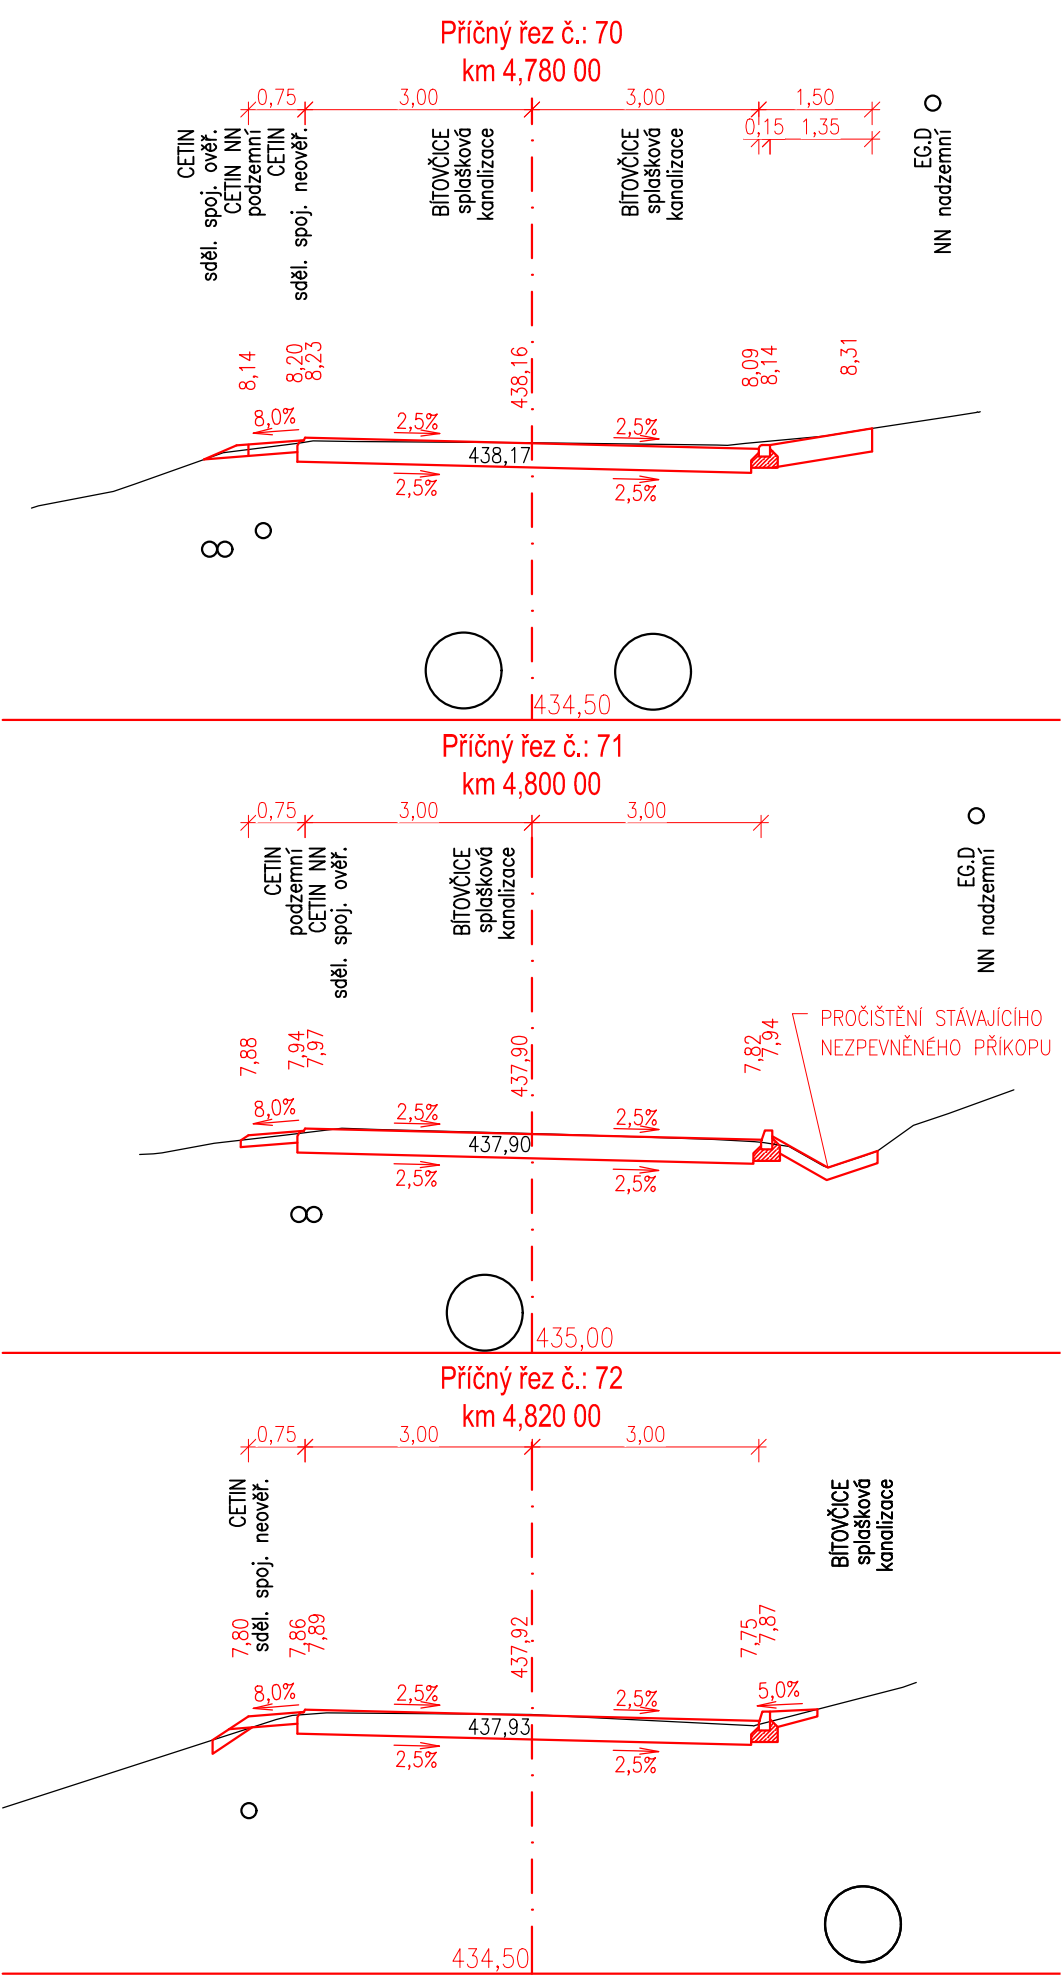 Příčný řez č.: 70
km 4,780 00
0,75
3,00
3,00
1,50
0,15
1,35
CETIN
sděl. spoj. ověř.
CETIN NN
podzemní
CETIN
sděl. spoj. neověř.
BÍTOVČICE
splašková
kanalizace
BÍTOVČICE
splašková
kanalizace
EG.D
NN nadzemní
8,14
8,20
8,23
438,16
8,09
8,14
8,31
8,0%
2,5%
2,5%
438,17
2,5%
2,5%
434,50
Příčný řez č.: 71
km 4,800 00
0,75
3,00
3,00
CETIN
podzemní
CETIN NN
sděl. spoj. ověř.
BÍTOVČICE
splašková
kanalizace
EG.D
NN nadzemní
7,88
7,94
7,97
437,90
7,82
7,94
PROČIŠTĚNÍ STÁVAJÍCÍHO
NEZPEVNĚNÉHO PŘÍKOPU
8,0%
2,5%
2,5%
437,90
2,5%
2,5%
435,00
Příčný řez č.: 72
km 4,820 00
0,75
3,00
3,00
CETIN
sděl. spoj. neověř.
BÍTOVČICE
splašková
kanalizace
7,80
7,86
7,89
437,92
7,75
7,87
8,0%
2,5%
2,5%
5,0%
437,93
2,5%
2,5%
434,50